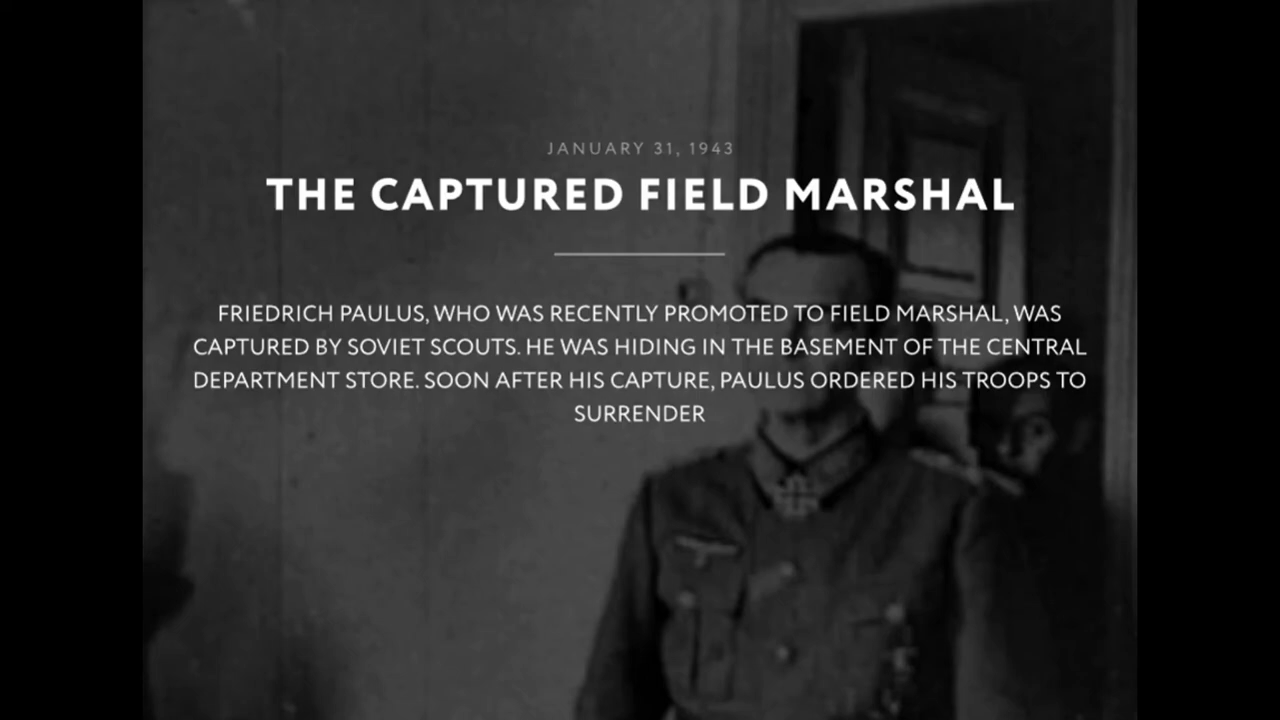 JANUARY 31, 1943
THE CAPTURED FIELD MARSHAL
FRIEDRICH PAULUS, WHO WAS RECENTLY PROMOTED TO FIELD MARSHAL, WAS
CAPTURED BY SOVIET SCOUTS. HE WAS HIDING IN THE BASEMENT OF THE CENTRAL
DEPARTMENT STORE. SOON AFTER HIS CAPTURE, PAULUS ORDERED HIS TROOPS TO
SURRENDER